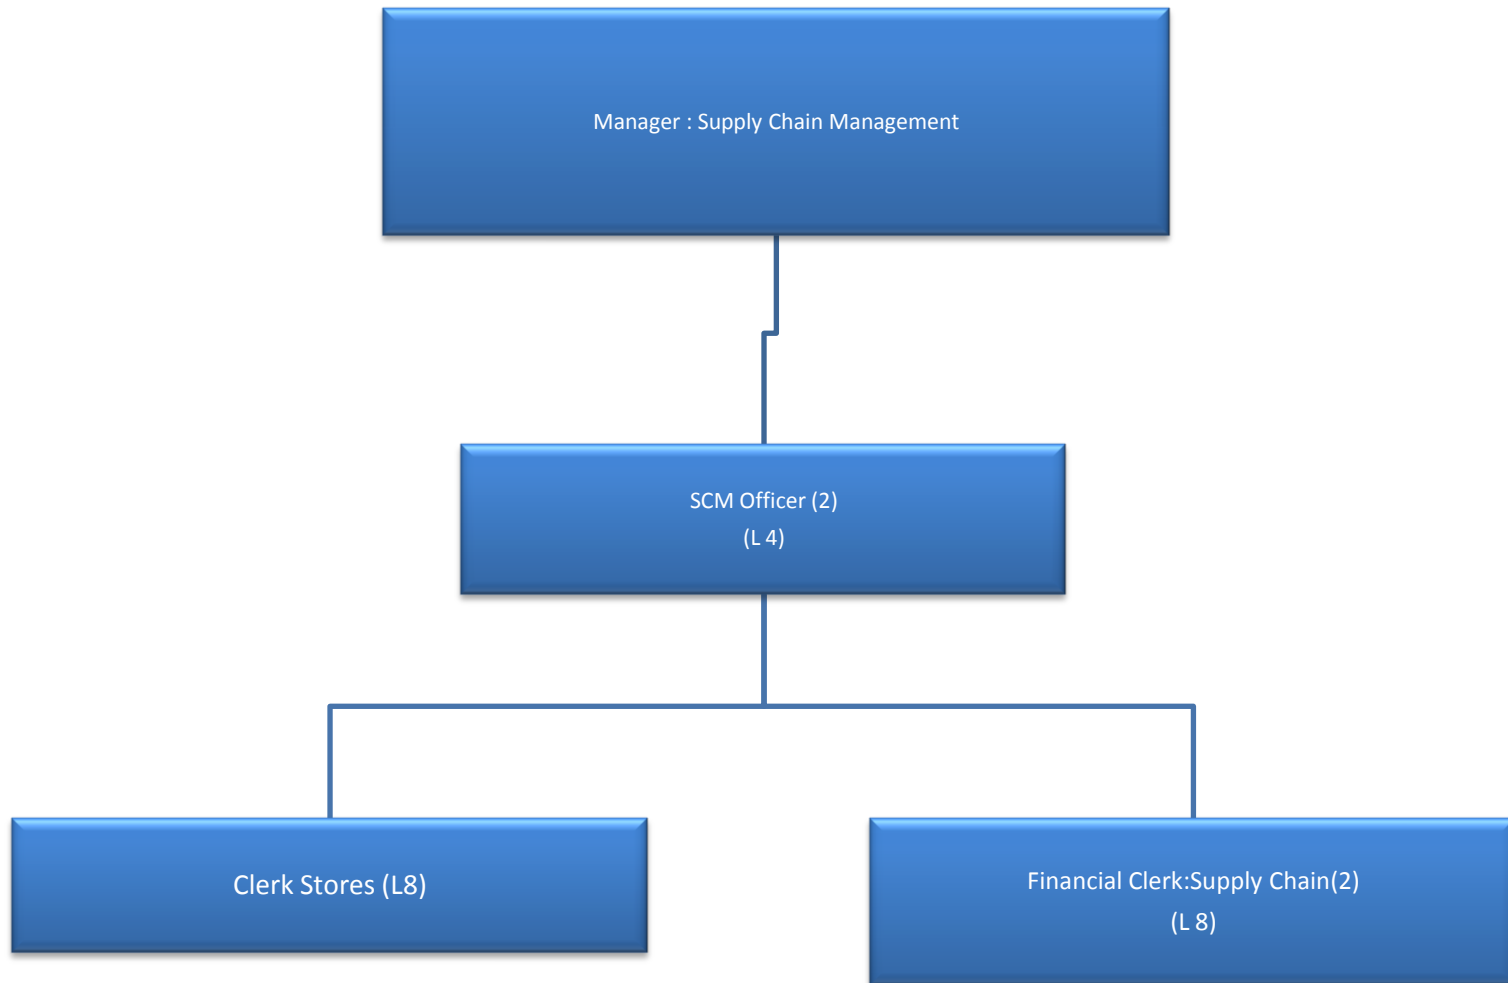 Manager : Supply Chain Management
SCM Officer (2)
(L 4)
Clerk Stores (L8)
Financial Clerk:Supply Chain(2)
(L 8)